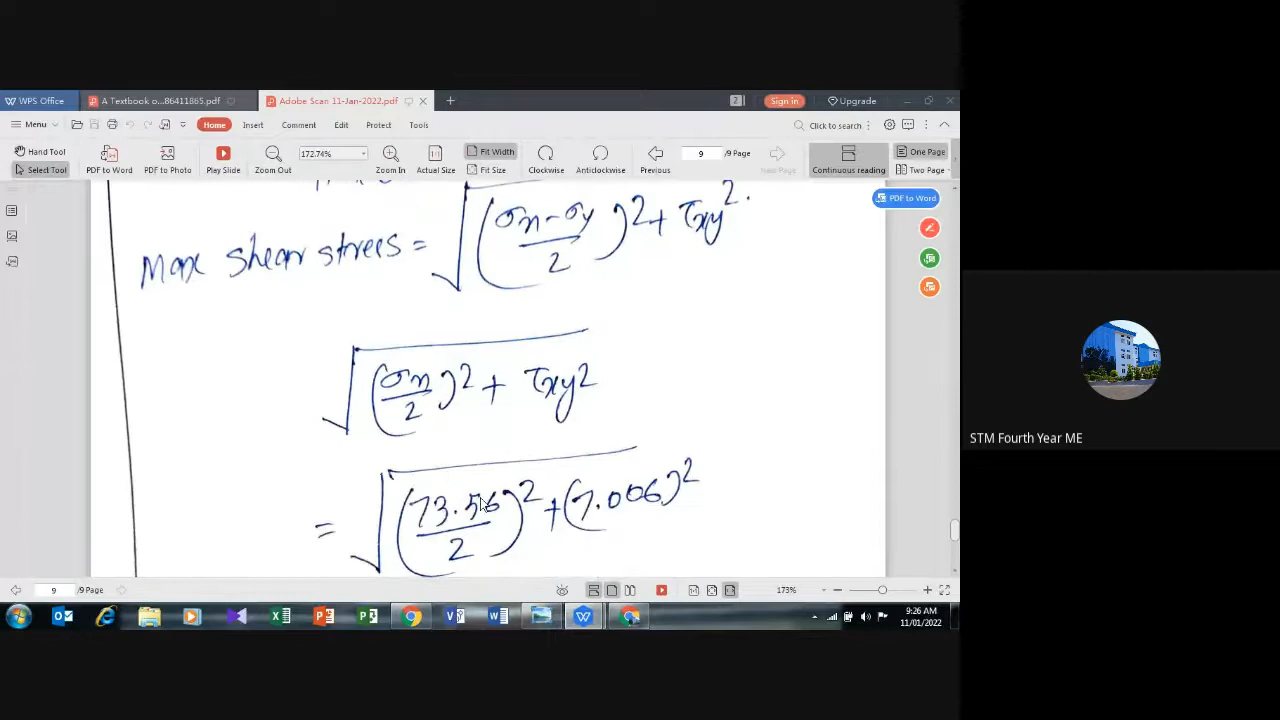 WPS Office
A Textbook o...86411865.pdf
Adobe Scan 11-Jan-2022.pdf
2
Sign in
Upgrade
Menu
Home
Insert
Comment
Edit
Protect
Tools
Click to search
Hand Tool
Select Tool
PDF to Word
PDF to Photo
Play Slide
Zoom Out
172.74%
Zoom In
Actual Size
Fit Width
Fit Size
Clockwise
Anticlockwise
Previous
9 /9 Page
Next Page
Continuous reading
One Page
Two Page
PDF to Word
Max shear stress = √((σx-σy)/2)2 + τxy2.
√(σx/2)2 + τxy2
= √(73.56/2)2 + (7.006)2
9 /9 Page
173%
9:26 AM
11/01/2022
STM Fourth Year ME